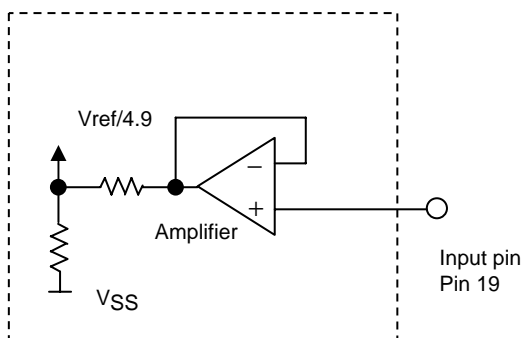 Vref/4.9
−
+
Amplifier
Input pin
Pin 19
VSS